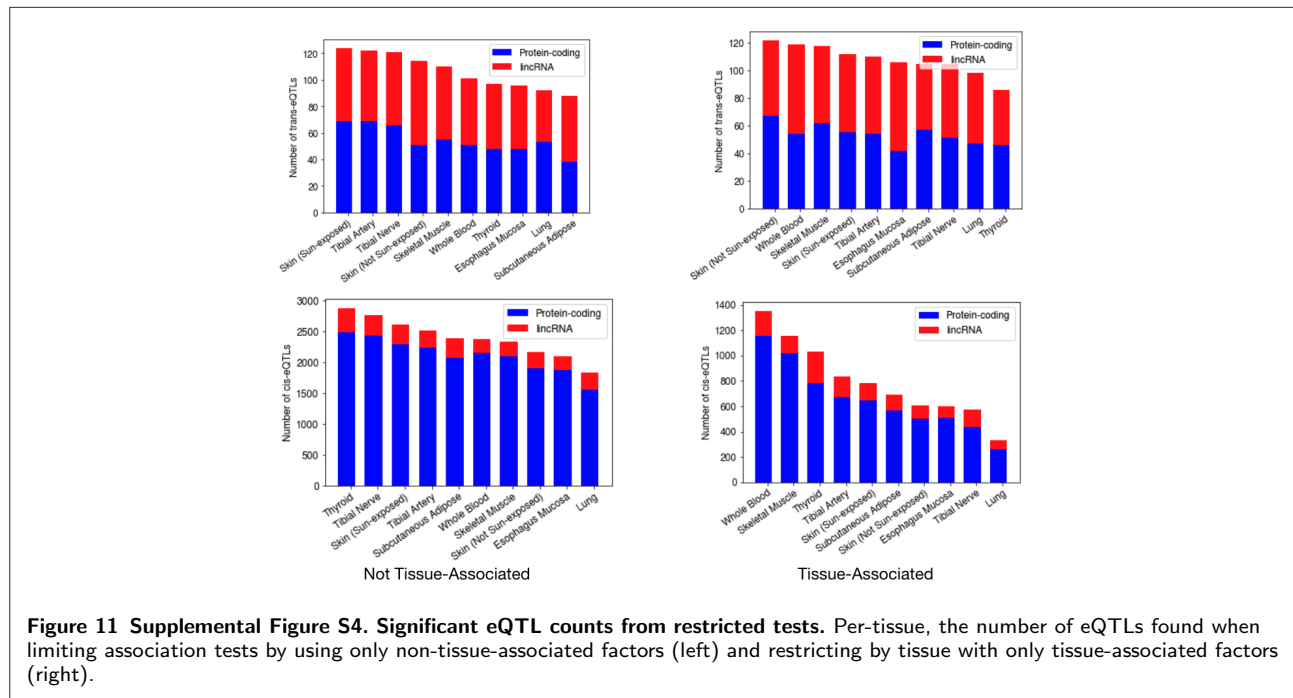 120
100
80
60
40
20
0
Number of trans-eQTLs
Protein-coding
lincRNA
Skin (Sun-exposed)
Tibial Artery
Tibial Nerve
Skin (Not Sun-exposed)
Skeletal Muscle
Whole Blood
Thyroid
Esophagus Mucosa
Lung
Subcutaneous Adipose
120
100
80
60
40
20
0
Number of trans-eQTLs
Protein-coding
lincRNA
Skin (Not Sun-exposed)
Whole Blood
Skeletal Muscle
Skin (Sun-exposed)
Tibial Artery
Esophagus Mucosa
Subcutaneous Adipose
Tibial Nerve
Lung
Thyroid
3000
2500
2000
1500
1000
500
0
Number of cis-eQTLs
Protein-coding
lincRNA
Thyroid
Tibial Nerve
Skin (Sun-exposed)
Tibial Artery
Subcutaneous Adipose
Whole Blood
Skeletal Muscle
Skin (Not Sun-exposed)
Esophagus Mucosa
Lung
Not Tissue-Associated
1400
1200
1000
800
600
400
200
0
Number of cis-eQTLs
Protein-coding
lincRNA
Whole Blood
Skeletal Muscle
Thyroid
Tibial Artery
Skin (Sun-exposed)
Subcutaneous Adipose
Skin (Not Sun-exposed)
Esophagus Mucosa
Tibial Nerve
Lung
Tissue-Associated
Figure 11 Supplemental Figure S4. Significant eQTL counts from restricted tests. Per-tissue, the number of eQTLs found when
limiting association tests by using only non-tissue-associated factors (left) and restricting by tissue with only tissue-associated factors
(right).